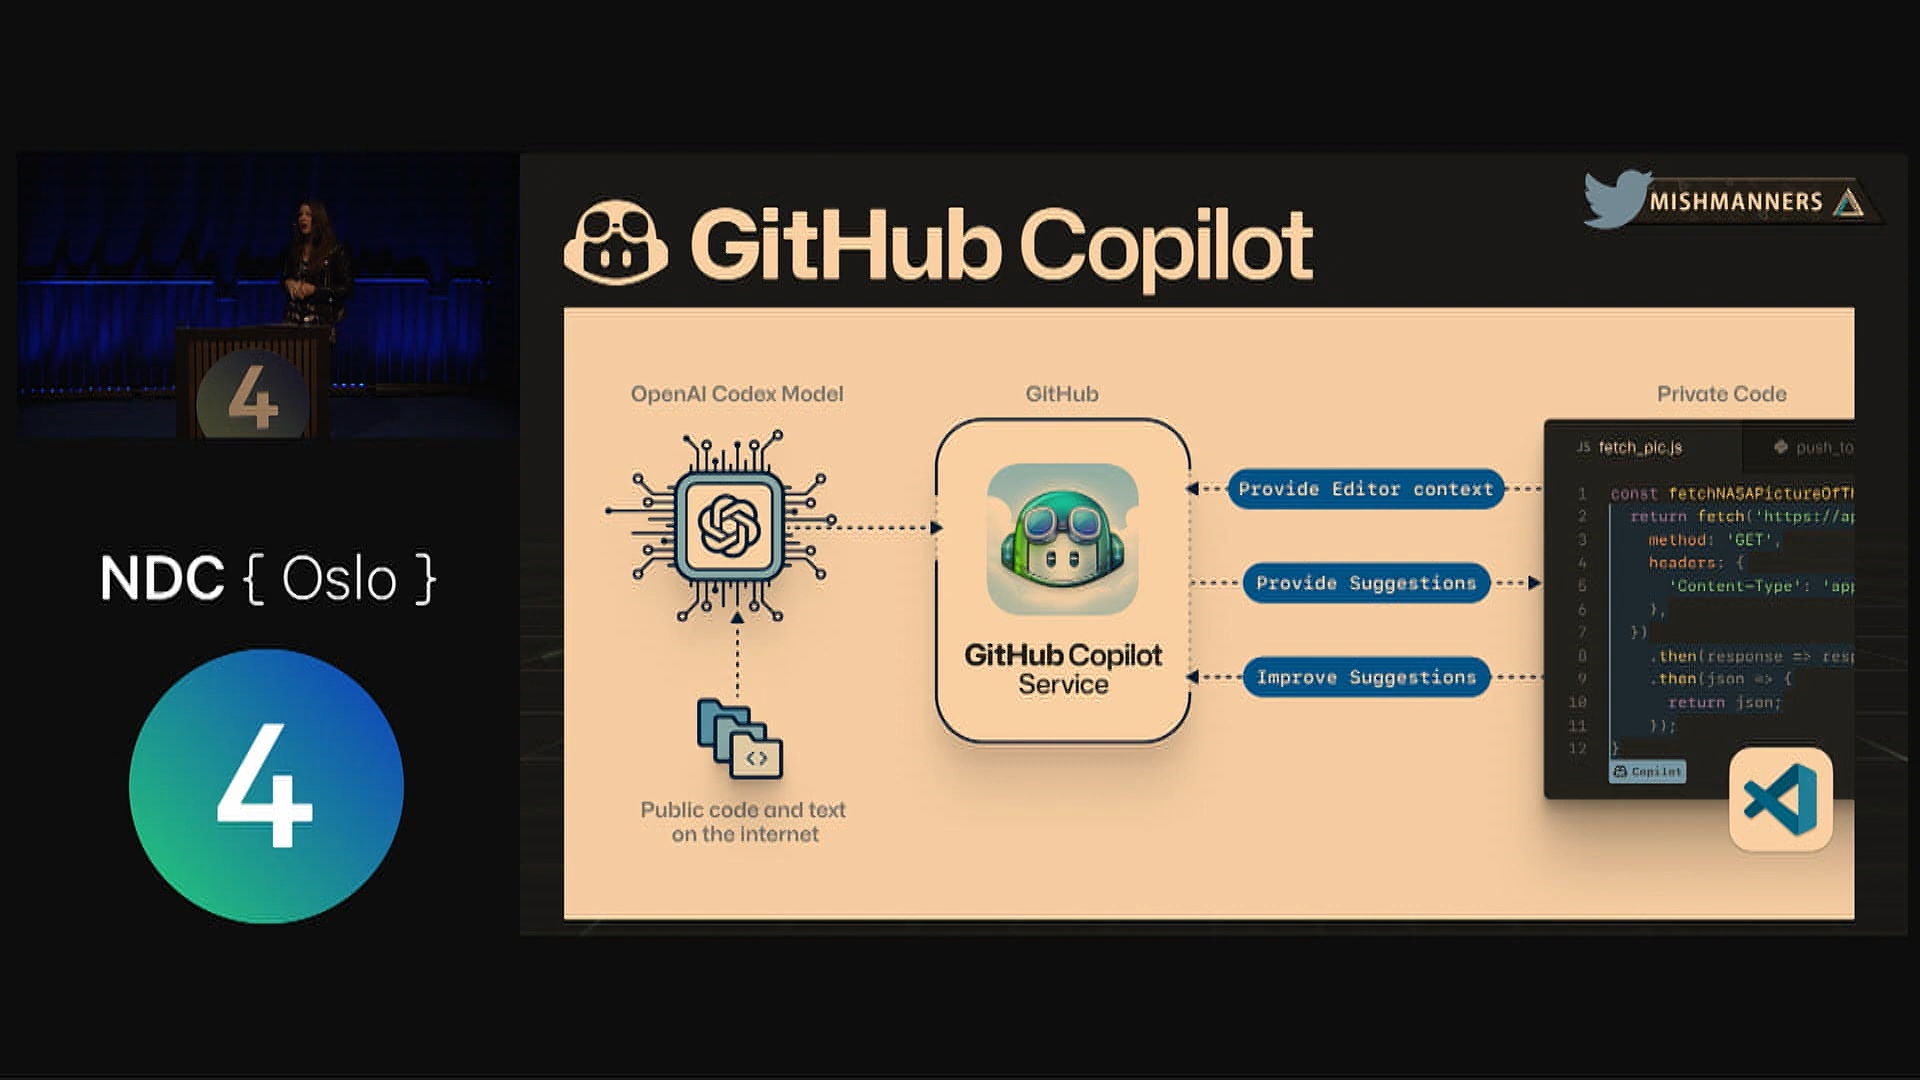 4
NDC { Oslo }
4
GitHub Copilot
MISHMANNERS
OpenAI Codex Model
GitHub
Private Code
Provide Editor context
Provide Suggestions
Improve Suggestions
GitHub Copilot
Service
Public code and text
on the internet
JS fetch_pic.js
push_to
1 const fetchNASAPictureOfTh
2 return fetch('https://ap
3 method: 'GET',
4 headers: {
5 'Content-Type': 'app
6 },
7 })
8 .then(response => resp
9 .then(json => {
10 return json;
11 });
12 }
Copilot